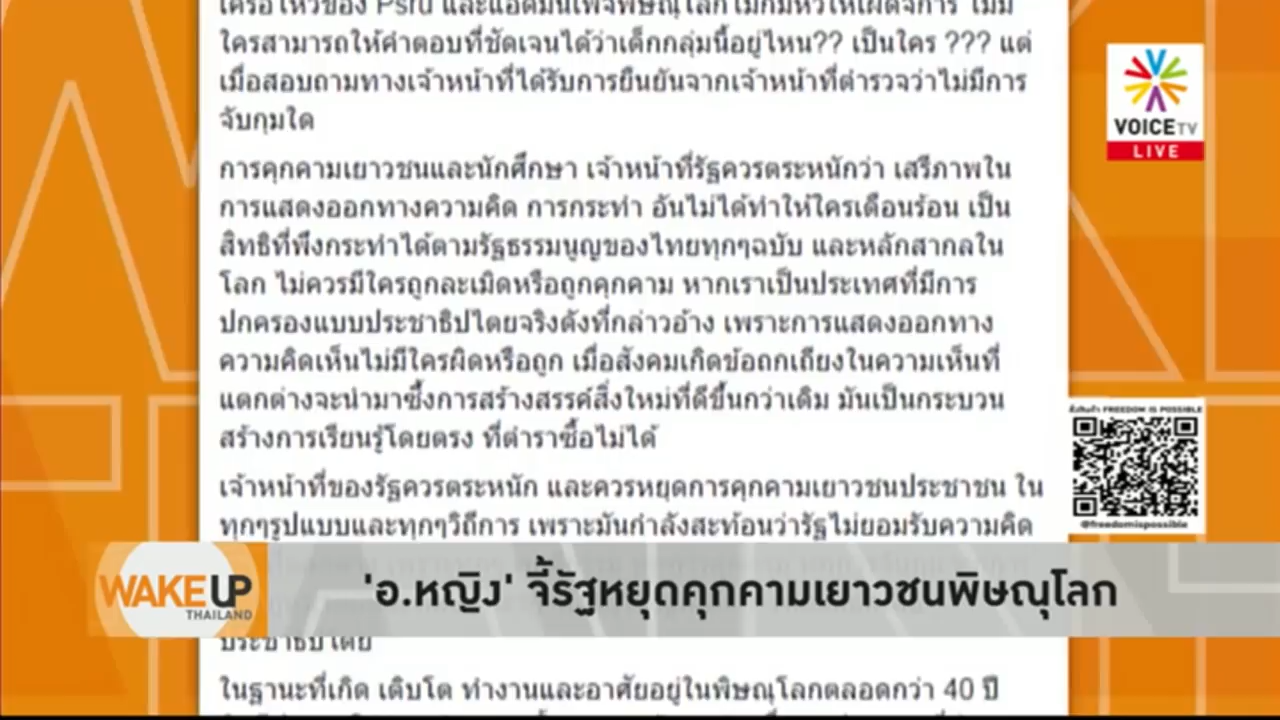 ใครสามารถให้คำตอบที่ชัดเจนได้ว่าเด็กกลุ่มนี้อยู่ไหน?? เป็นใคร ??? แต่
เมื่อสอบถามทางเจ้าหน้าที่ได้รับการยืนยันจากเจ้าหน้าที่ตำรวจว่าไม่มีการ
จับกุมใด
การคุกคามเยาวชนและนักศึกษา เจ้าหน้าที่รัฐควรตระหนักว่า เสรีภาพใน
การแสดงออกทางความคิด การกระทำ อันไม่ได้ทำให้ใครเดือนร้อน เป็น
สิทธิที่พึงกระทำได้ตามรัฐธรรมนูญของไทยทุกๆฉบับ และหลักสากลใน
โลก ไม่ควรมีใครถูกละเมิดหรือถูกคุกคาม หากเราเป็นประเทศที่มีการ
ปกครองแบบประชาธิปไตยจริงดังที่กล่าวอ้าง เพราะการแสดงออกทาง
ความคิดเห็นไม่มีใครผิดหรือถูก เมื่อสังคมเกิดข้อถกเถียงในความเห็นที่
แตกต่างจะนำมาซึ้งการสร้างสรรค์สิ่งใหม่ที่ดีขึ้นกว่าเดิม มันเป็นกระบวน
สร้างการเรียนรู้โดยตรง ที่ตำราซื้อไม่ได้
เจ้าหน้าที่ของรัฐควรตระหนัก และควรหยุดการคุกคามเยาวชนประชาชน ใน
ทุกๆรูปแบบและทุกๆวิถีการ เพราะมันกำลังสะท้อนว่ารัฐไม่ยอมรับความคิด
ประชาธิปไตย
ในฐานะที่เกิด เติบโต ทำงานและอาศัยอยู่ในพิษณุโลกตลอดกว่า 40 ปี
VOICE TV
LIVE
FREEDOM IS POSSIBLE
@freedomispossible
WAKE UP
THAILAND
'อ.หญิง' จี้รัฐหยุดคุกคามเยาวชนพิษณุโลก